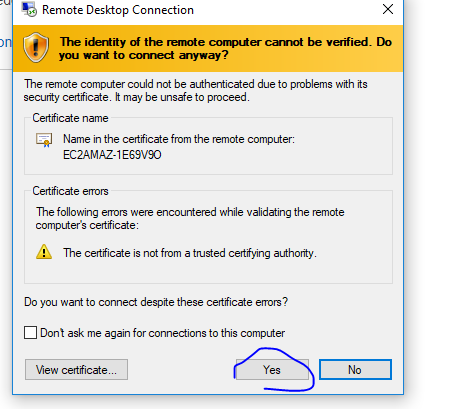 Remote Desktop Connection
The identity of the remote computer cannot be verified. Do
you want to connect anyway?
The remote computer could not be authenticated due to problems with its
security certificate. It may be unsafe to proceed.
Certificate name
Name in the certificate from the remote computer:
EC2AMAZ-1E69V9O
Certificate errors
The following errors were encountered while validating the remote
computer's certificate:
The certificate is not from a trusted certifying authority.
Do you want to connect despite these certificate errors?
Don't ask me again for connections to this computer
View certificate...
Yes
No